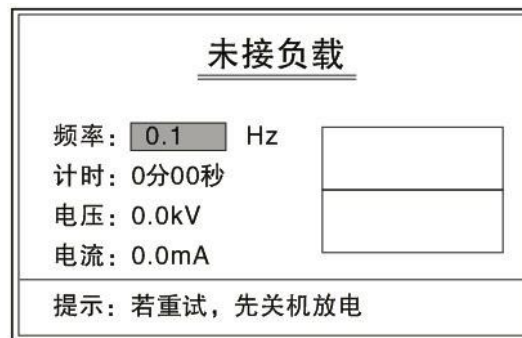 未接负载
频率： 0.1 Hz
计时：0分00秒
电压：0.0kV
电流：0.0mA
提示：若重试，先关机放电